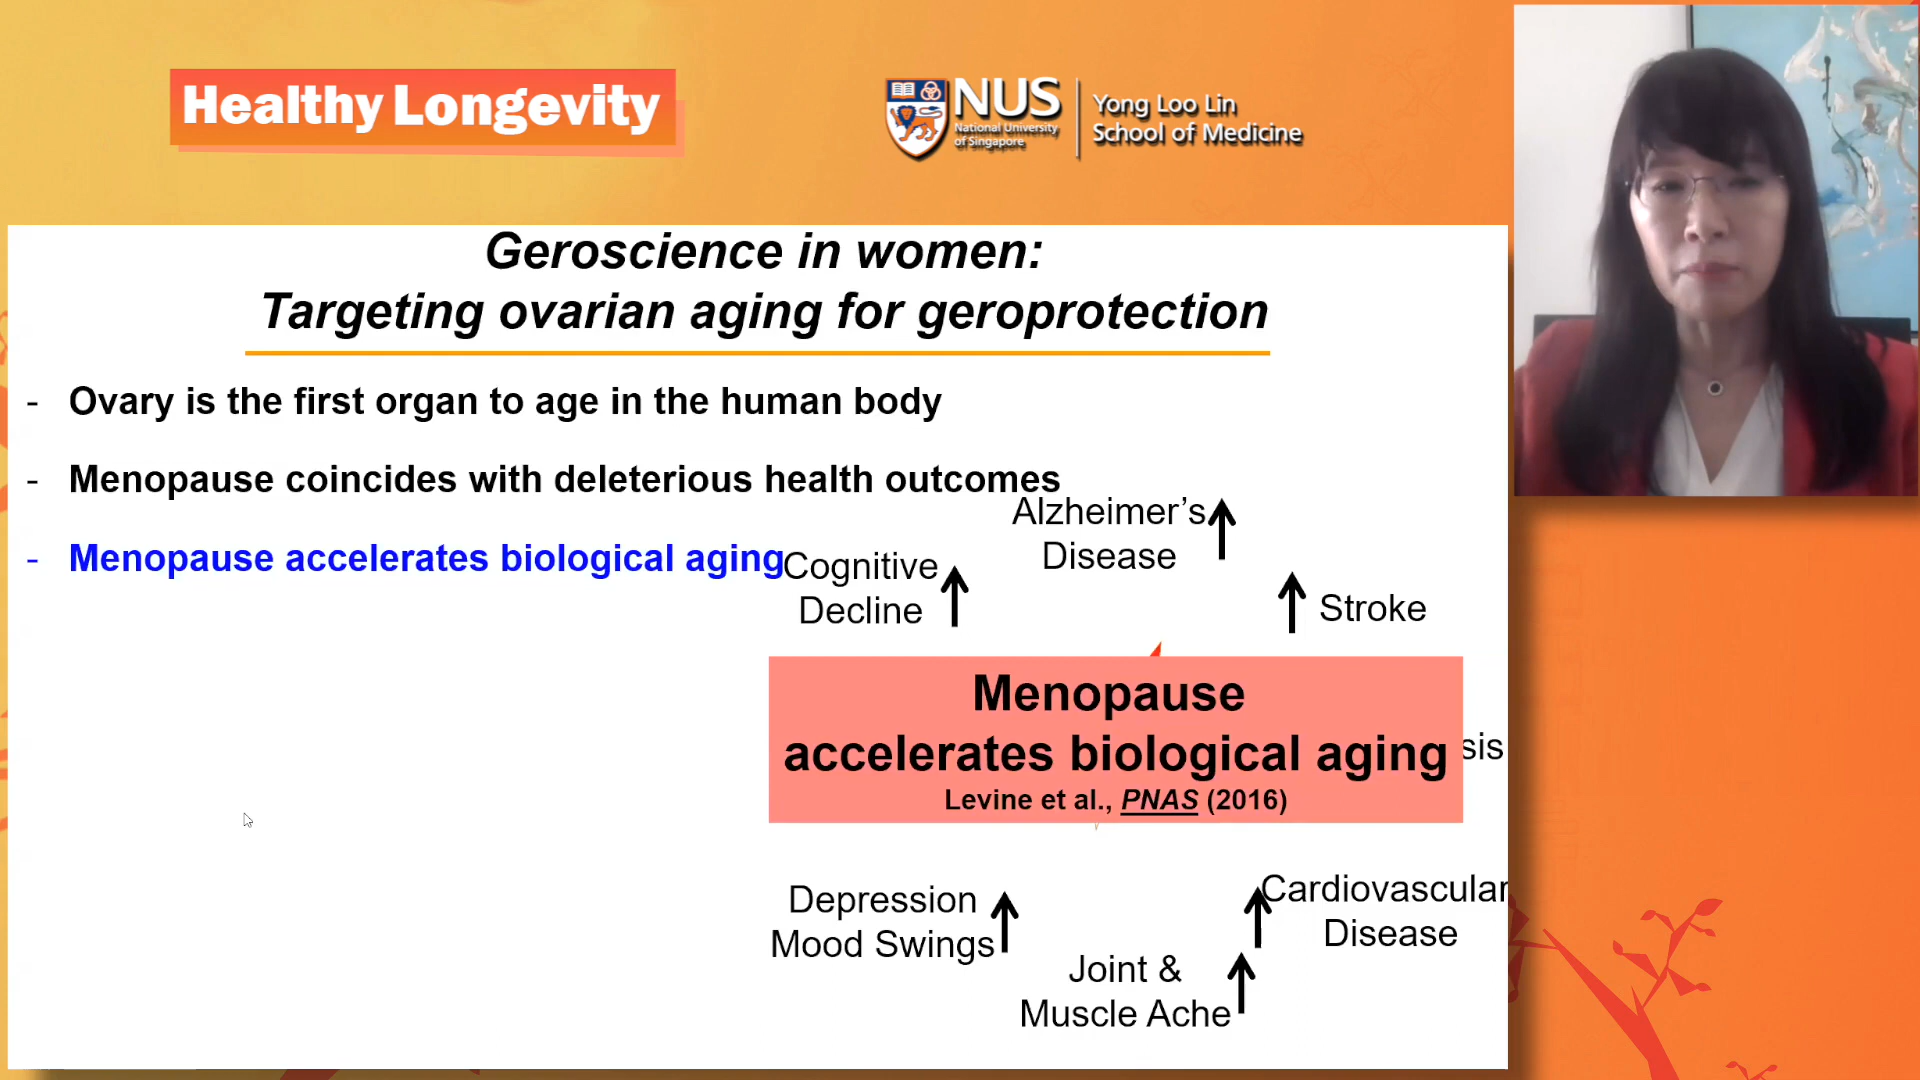 Healthy Longevity
NUS
National University
of Singapore
Yong Loo Lin
School of Medicine
Geroscience in women:
Targeting ovarian aging for geroprotection
- Ovary is the first organ to age in the human body
- Menopause coincides with deleterious health outcomes
- Menopause accelerates biological aging
Alzheimer's
Disease
Cognitive
Decline
Stroke
Menopause
accelerates biological aging
Levine et al., PNAS (2016)
sis
Depression
Mood Swings
Cardiovascular
Disease
Joint &
Muscle Ache